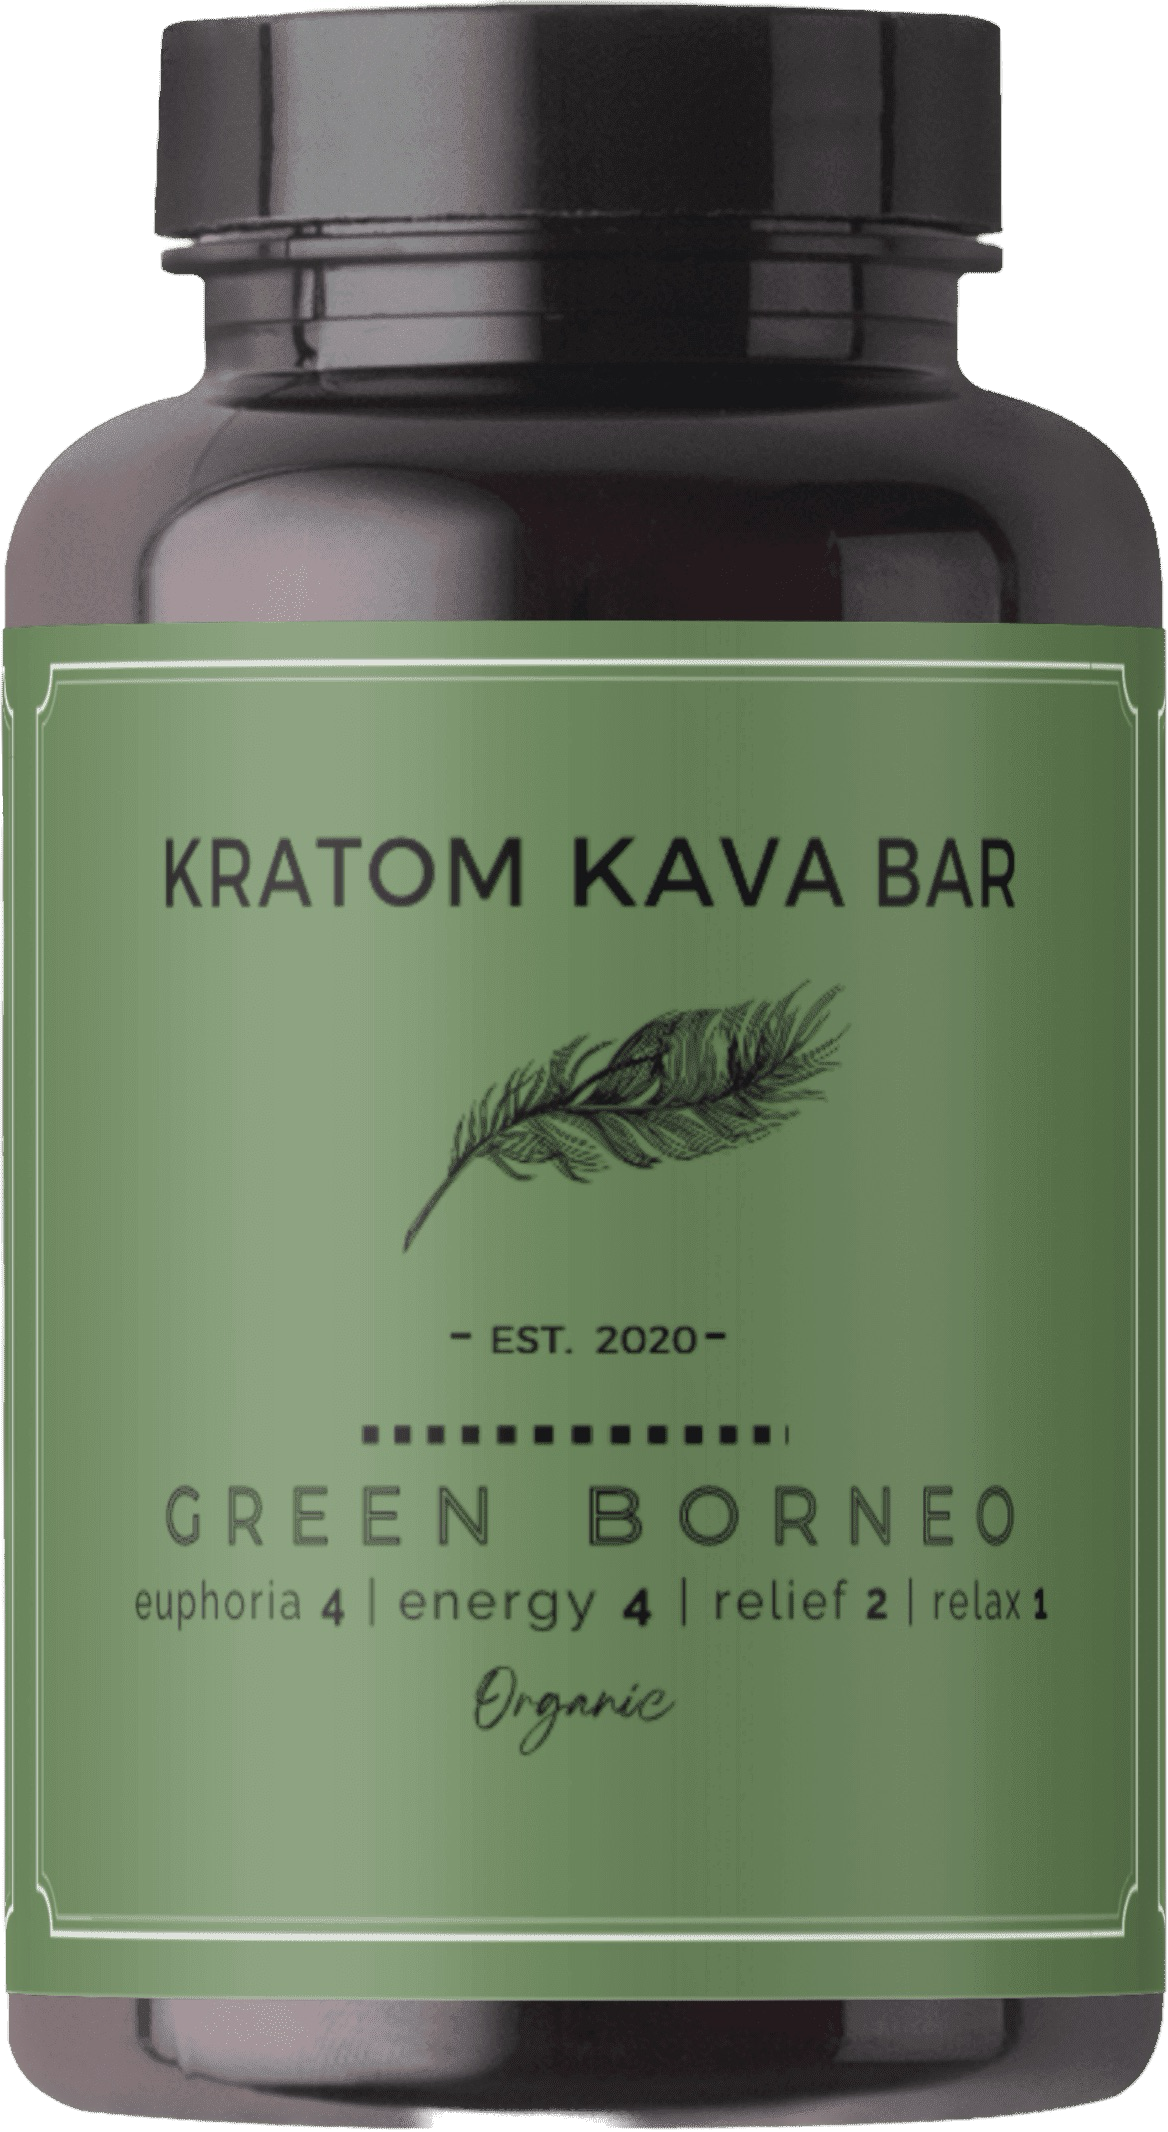 KRATOM KAVA BAR
- EST. 2020-
GREEN BORNEO
euphoria 4 | energy 4 | relief 2 | relax 1
Organic